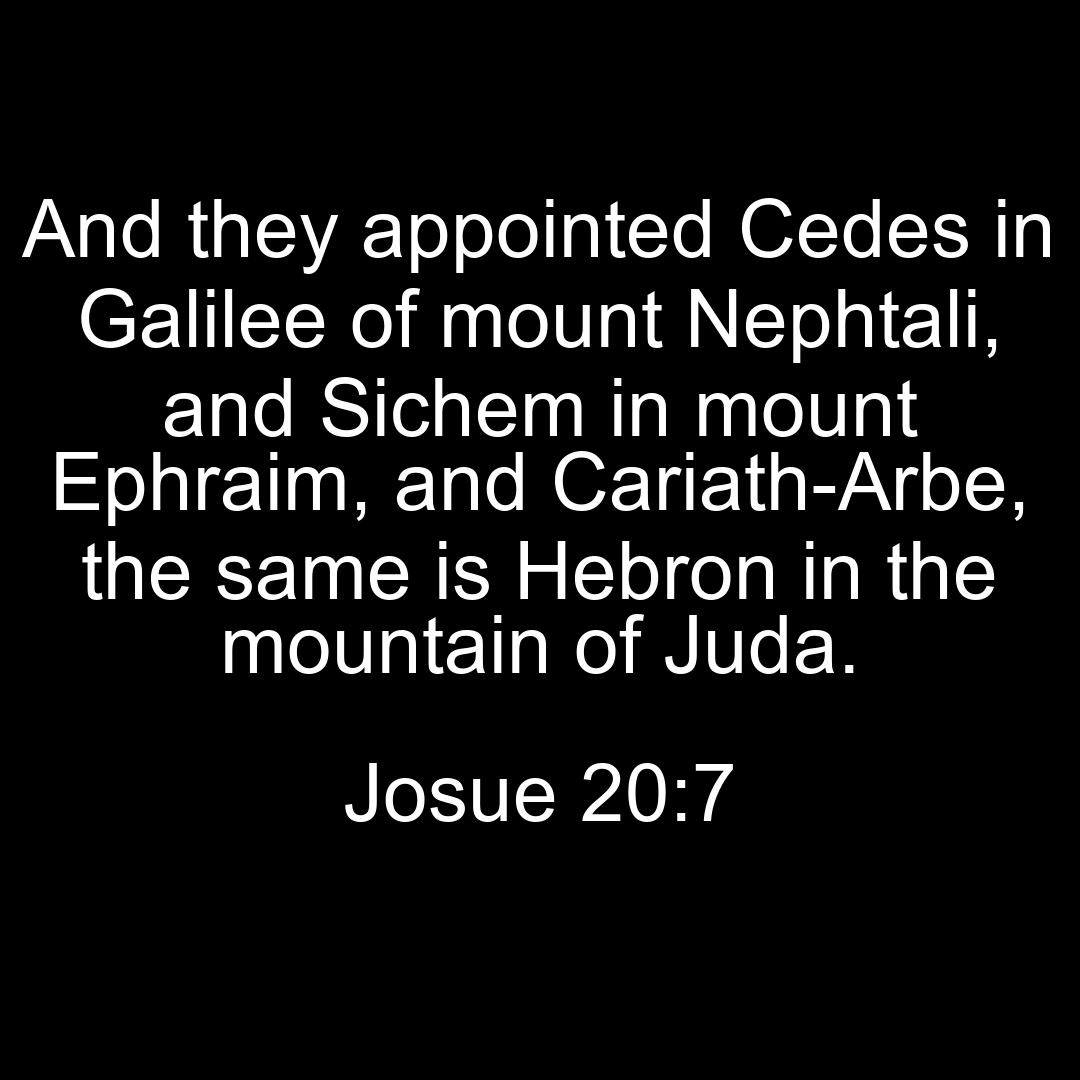 And they appointed Cedes in
Galilee of mount Nephtali,
and Sichem in mount
Ephraim, and Cariath-Arbe,
the same is Hebron in the
mountain of Juda.
Josue 20:7